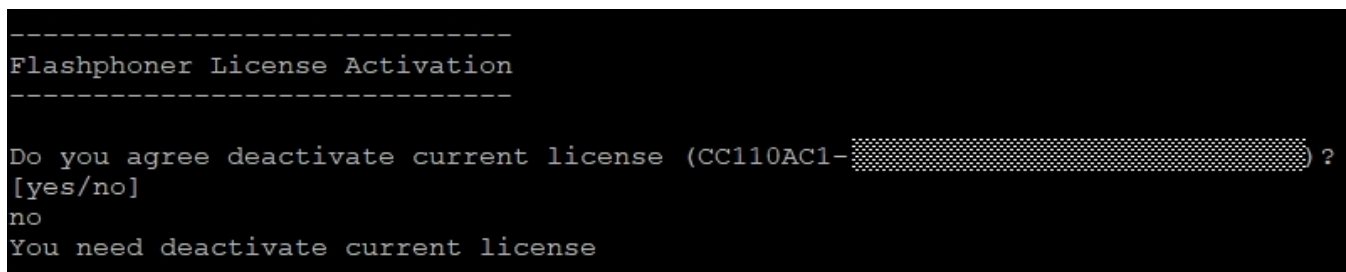 ------------------------------
Flashphoner License Activation
------------------------------
Do you agree deactivate current license (CC110AC1-)?
[yes/no]
no
You need deactivate current license